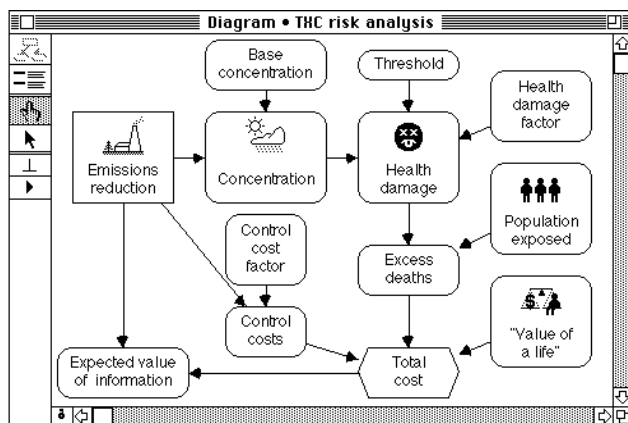 Diagram • TXC risk analysis
Base
concentration
Threshold
Health
damage
factor
Emissions
reduction
Concentration
Health
damage
Population
exposed
Control
cost
factor
Excess
deaths
$
"Value of
a life"
Control
costs
Expected value
of information
Total
cost